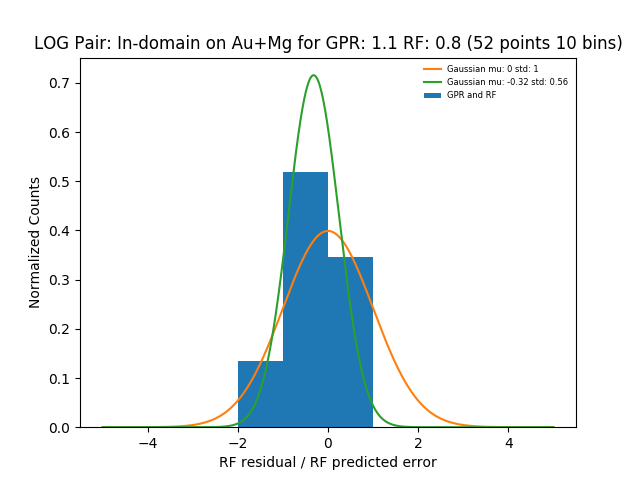 LOG Pair: In-domain on Au+Mg for GPR: 1.1 RF: 0.8 (52 points 10 bins)
Gaussian mu: 0 std: 1
Gaussian mu: -0.32 std: 0.56
GPR and RF
Normalized Counts
0.7
0.6
0.5
0.4
0.3
0.2
0.1
0.0
−4
−2
0
2
4
RF residual / RF predicted error